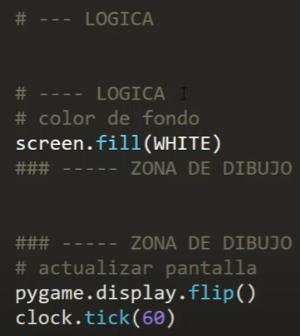 # --- LOGICA
# ---- LOGICA
# color de fondo
screen.fill(WHITE)
### ----- ZONA DE DIBUJO
### ----- ZONA DE DIBUJO
# actualizar pantalla
pygame.display.flip()
clock.tick(60)